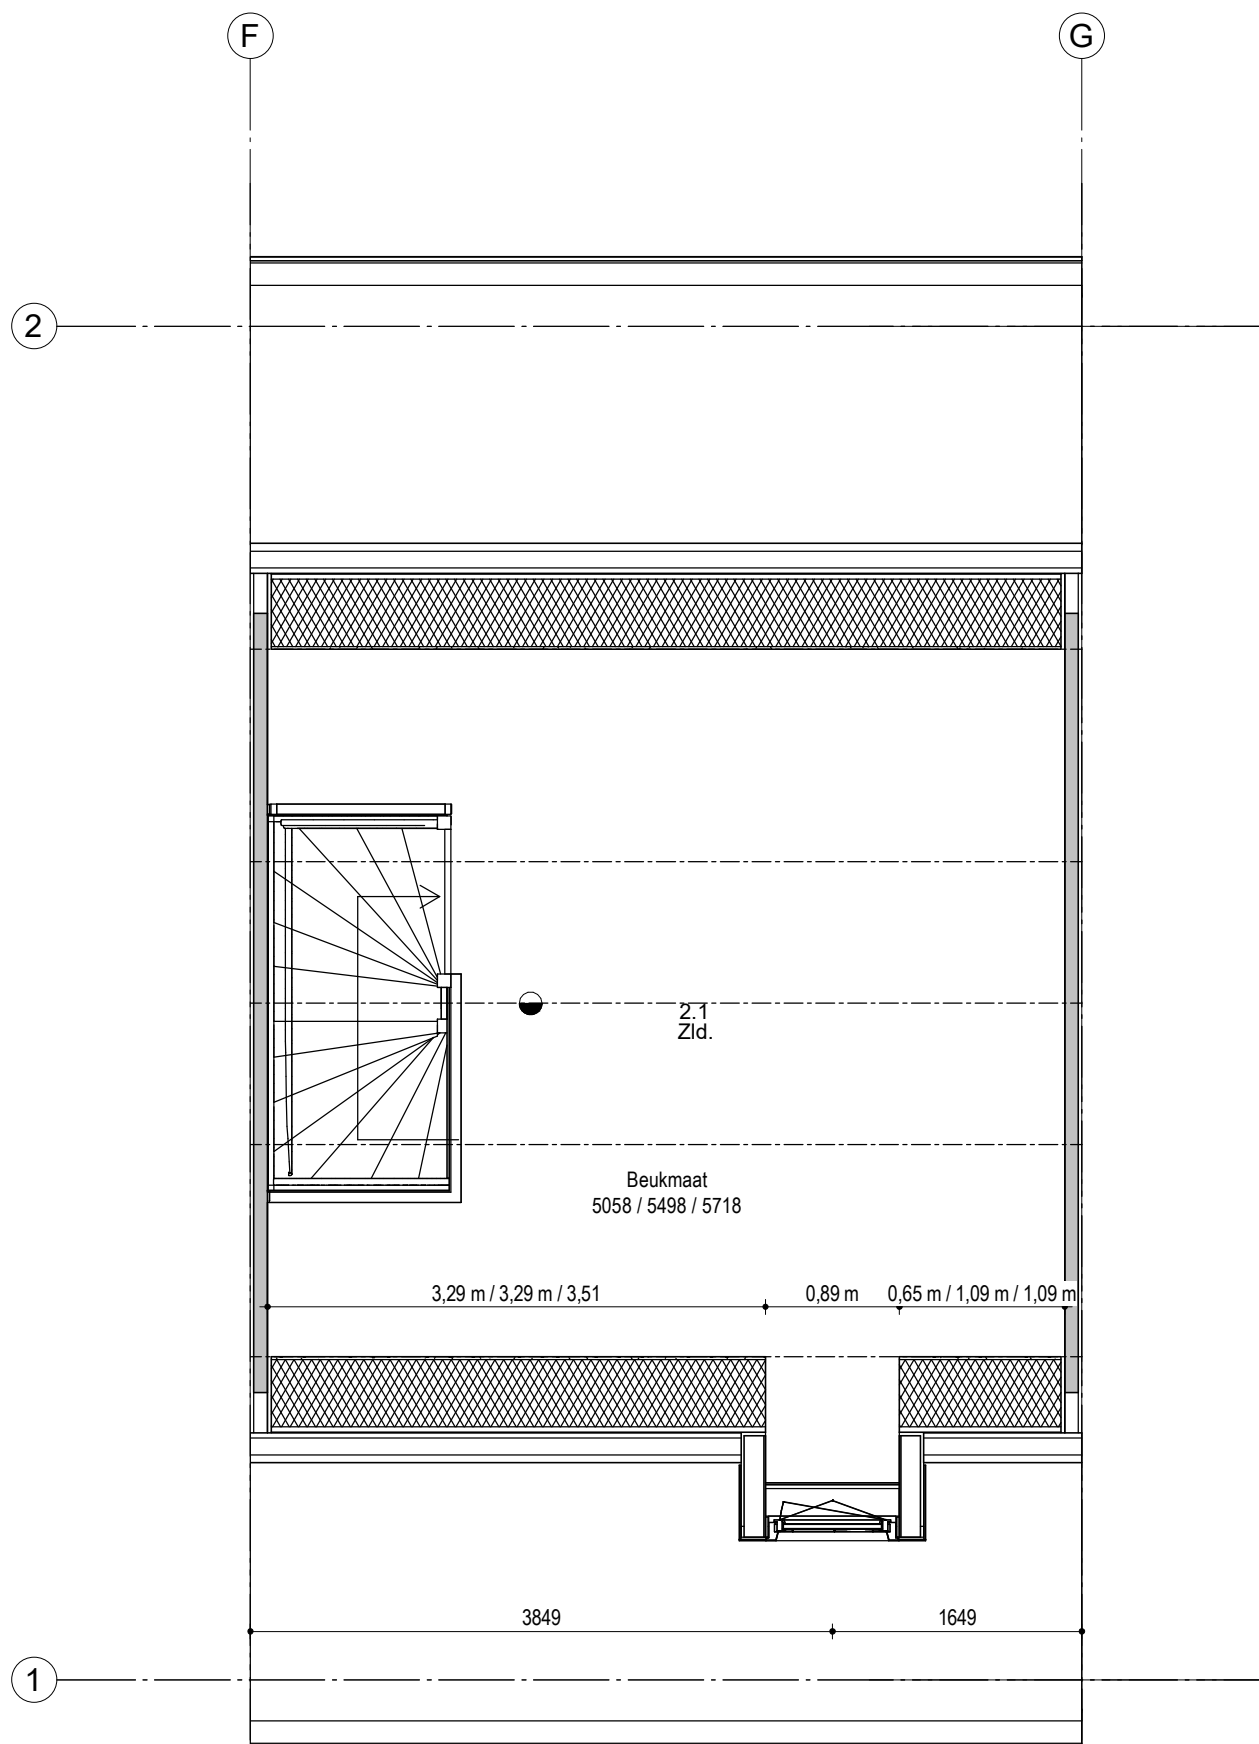 F
G
2
2.1
Zld.
Beukmaat
5058 / 5498 / 5718
3,29 m / 3,29 m / 3,51
0,89 m
0,65 m / 1,09 m / 1,09 m
3849
1649
1